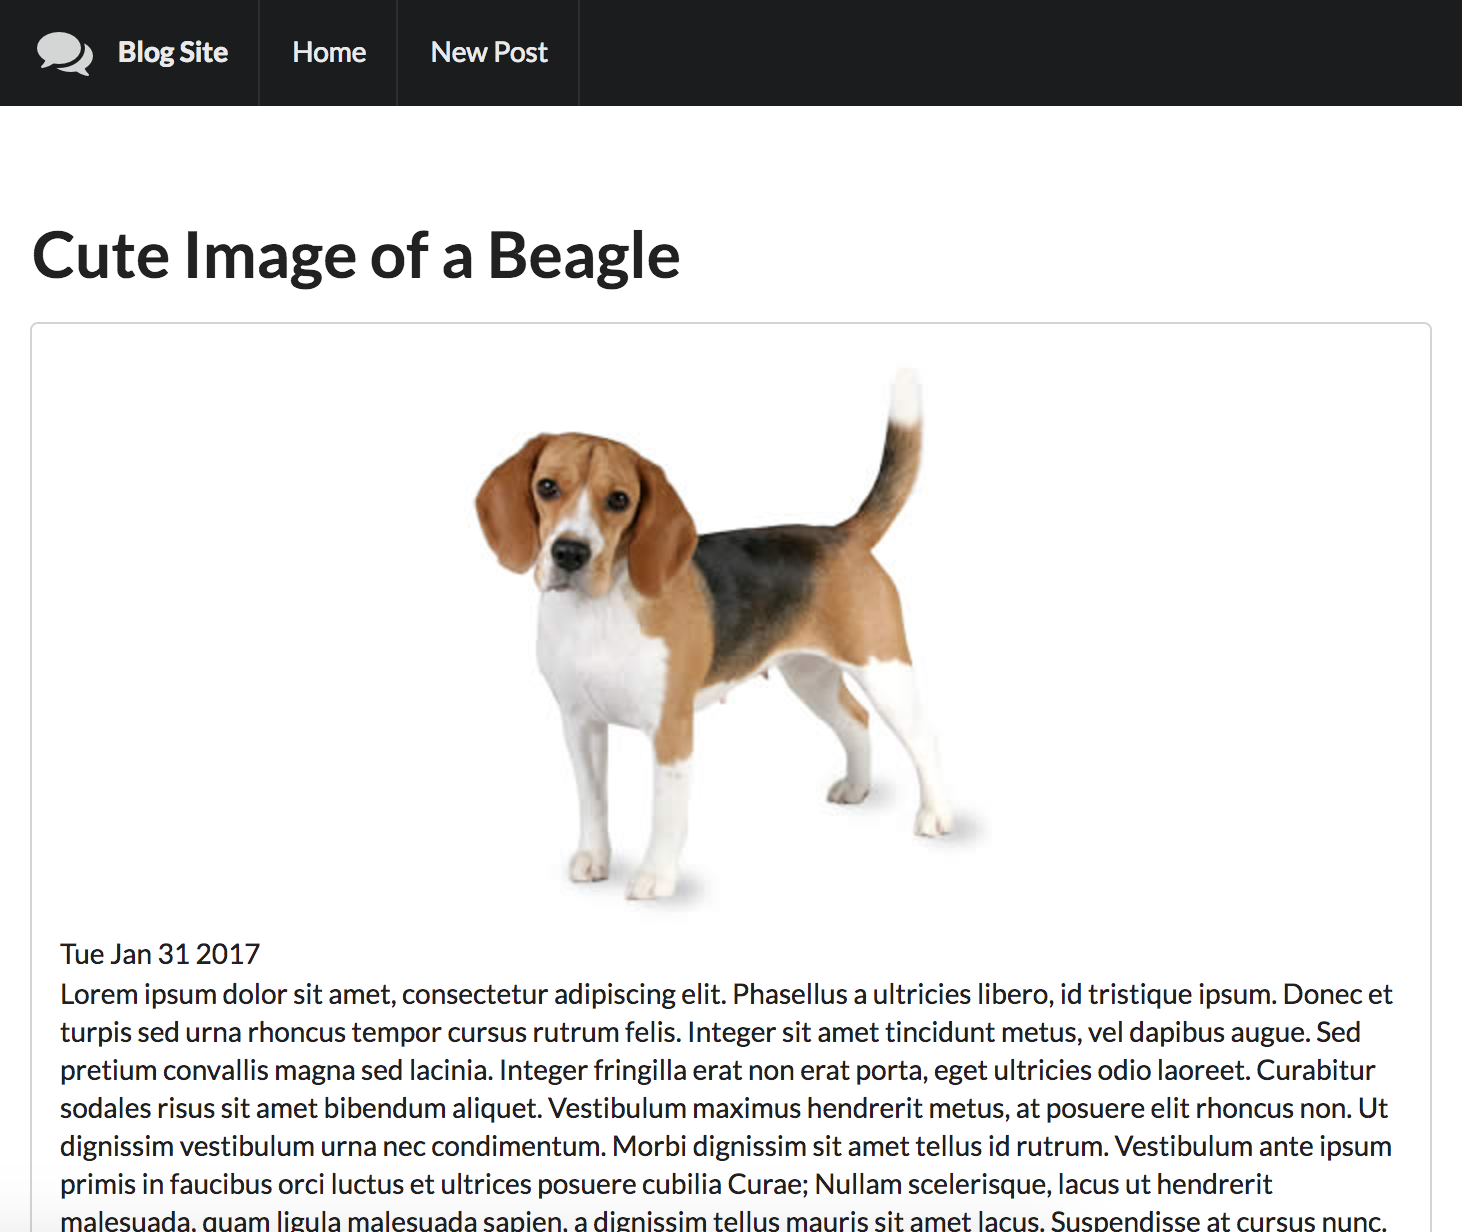 Blog Site
Home
New Post
Cute Image of a Beagle
Tue Jan 31 2017
Lorem ipsum dolor sit amet, consectetur adipiscing elit. Phasellus a ultricies libero, id tristique ipsum. Donec et
turpis sed urna rhoncus tempor cursus rutrum felis. Integer sit amet tincidunt metus, vel dapibus augue. Sed
pretium convallis magna sed lacinia. Integer fringilla erat non erat porta, eget ultricies odio laoreet. Curabitur
sodales risus sit amet bibendum aliquet. Vestibulum maximus hendrerit metus, at posuere elit rhoncus non. Ut
dignissim vestibulum urna nec condimentum. Morbi dignissim sit amet tellus id rutrum. Vestibulum ante ipsum
primis in faucibus orci luctus et ultrices posuere cubilia Curae; Nullam scelerisque, lacus ut hendrerit
malesuada, quam ligula malesuada sapien, a dignissim tellus mauris sit amet lacus. Suspendisse at cursus nunc.